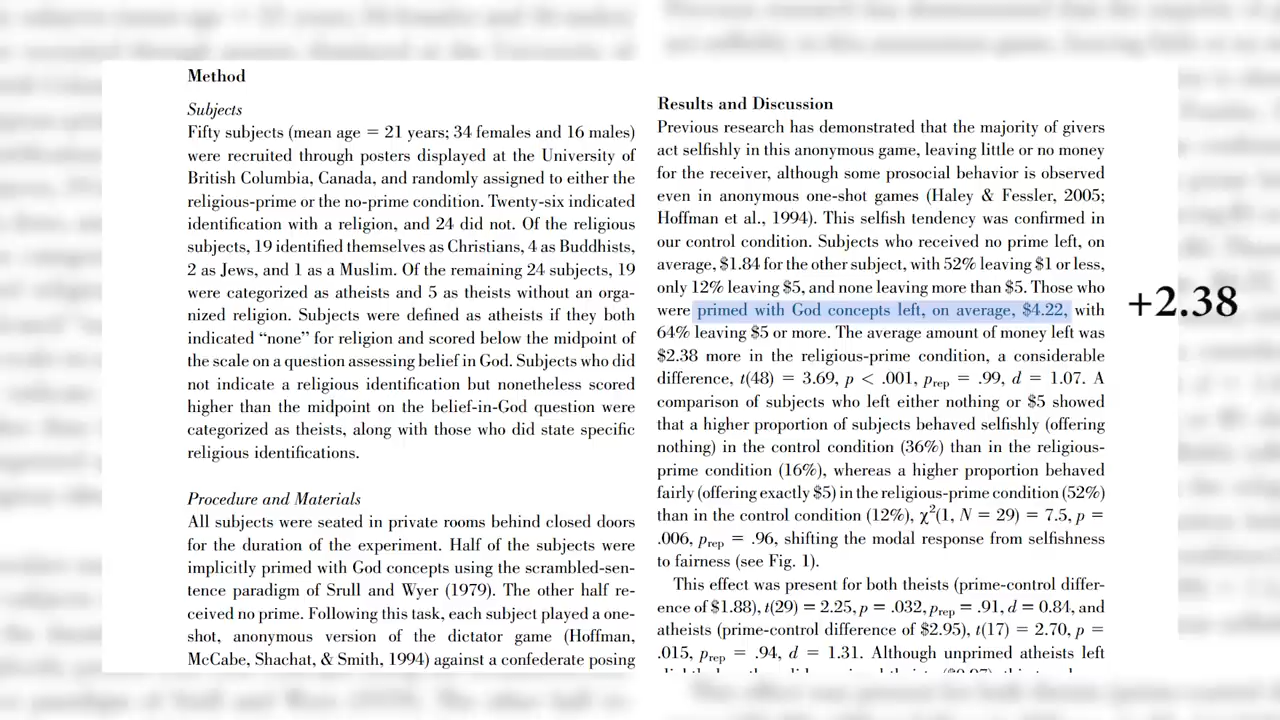 Method
Subjects
Fifty subjects (mean age = 21 years; 34 females and 16 males)
were recruited through posters displayed at the University of
British Columbia, Canada, and randomly assigned to either the
religious-prime or the no-prime condition. Twenty-six indicated
identification with a religion, and 24 did not. Of the religious
subjects, 19 identified themselves as Christians, 4 as Buddhists,
2 as Jews, and 1 as a Muslim. Of the remaining 24 subjects, 19
were categorized as atheists and 5 as theists without an orga-
nized religion. Subjects were defined as atheists if they both
indicated “none” for religion and scored below the midpoint of
the scale on a question assessing belief in God. Subjects who did
not indicate a religious identification but nonetheless scored
higher than the midpoint on the belief-in-God question were
categorized as theists, along with those who did state specific
religious identifications.
Procedure and Materials
All subjects were seated in private rooms behind closed doors
for the duration of the experiment. Half of the subjects were
implicitly primed with God concepts using the scrambled-sen-
tence paradigm of Srull and Wyer (1979). The other half re-
ceived no prime. Following this task, each subject played a one-
shot, anonymous version of the dictator game (Hoffman,
McCabe, Shachat, & Smith, 1994) against a confederate posing
Results and Discussion
Previous research has demonstrated that the majority of givers
act selfishly in this anonymous game, leaving little or no money
for the receiver, although some prosocial behavior is observed
even in anonymous one-shot games (Haley & Fessler, 2005;
Hoffman et al., 1994). This selfish tendency was confirmed in
our control condition. Subjects who received no prime left, on
average, $1.84 for the other subject, with 52% leaving $1 or less,
only 12% leaving $5, and none leaving more than $5. Those who
were primed with God concepts left, on average, $4.22, with
64% leaving $5 or more. The average amount of money left was
$2.38 more in the religious-prime condition, a considerable
difference, t(48) = 3.69, p < .001, prep = .99, d = 1.07. A
comparison of subjects who left either nothing or $5 showed
that a higher proportion of subjects behaved selfishly (offering
nothing) in the control condition (36%) than in the religious-
prime condition (16%), whereas a higher proportion behaved
fairly (offering exactly $5) in the religious-prime condition (52%)
than in the control condition (12%), χ²(1, N = 29) = 7.5, p =
.006, prep = .96, shifting the modal response from selfishness
to fairness (see Fig. 1).
This effect was present for both theists (prime-control differ-
ence of $1.88), t(29) = 2.25, p = .032, prep = .91, d = 0.84, and
atheists (prime-control difference of $2.95), t(17) = 2.70, p =
.015, prep = .94, d = 1.31. Although unprimed atheists left
+2.38